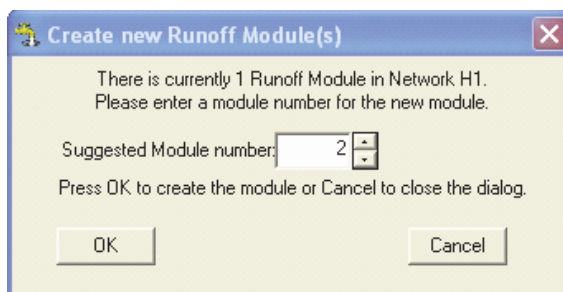 Create new Runoff Module(s)
There is currently 1 Runoff Module in Network H1.
Please enter a module number for the new module.
Suggested Module number: 2
Press OK to create the module or Cancel to close the dialog.
OK Cancel